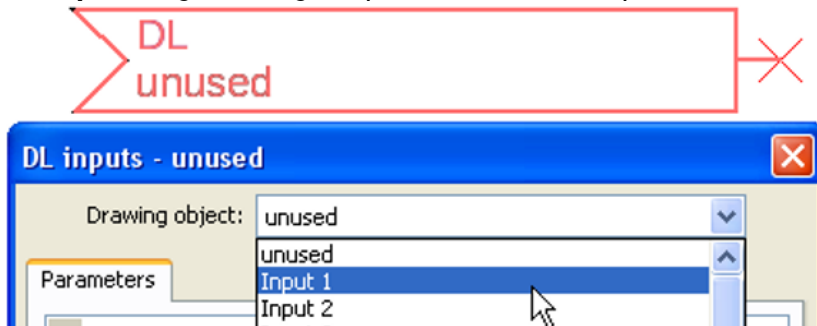 DL
unused
DL inputs - unused
Drawing object: unused
unused
Parameters
Input 1
Input 2